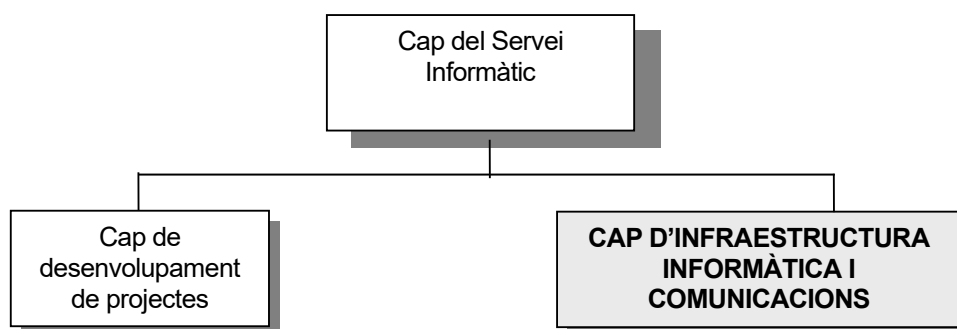 Cap del Servei
Informàtic
Cap de
desenvolupament
de projectes
CAP D'INFRAESTRUCTURA
INFORMÀTICA I
COMUNICACIONS